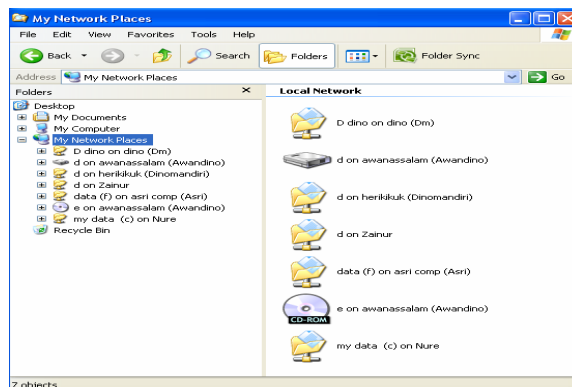 My Network Places
File Edit View Favorites Tools Help
Back Search Folders Folder Sync
Address My Network Places Go
Folders
Desktop
My Documents
My Computer
My Network Places
D dino on dino (Dm)
d on awanassalam (Awandino)
d on herikikuk (Dinomandiri)
d on Zainur
data (f) on asri comp (Asri)
e on awanassalam (Awandino)
my data (c) on Nure
Recycle Bin
Local Network
D dino on dino (Dm)
d on awanassalam (Awandino)
d on herikikuk (Dinomandiri)
d on Zainur
data (f) on asri comp (Asri)
CD-ROM
e on awanassalam (Awandino)
my data (c) on Nure
7 objects